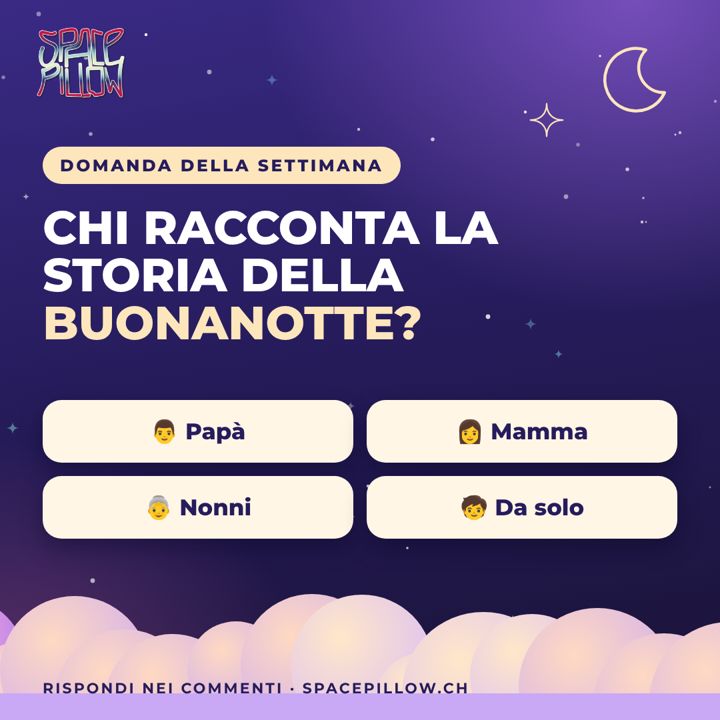 SPACE
PILLOW
DOMANDA DELLA SETTIMANA
CHI RACCONTA LA
STORIA DELLA
BUONANOTTE?
👨 Papà
👩 Mamma
👵 Nonni
🧒 Da solo
RISPONDI NEI COMMENTI · SPACEPILLOW.CH